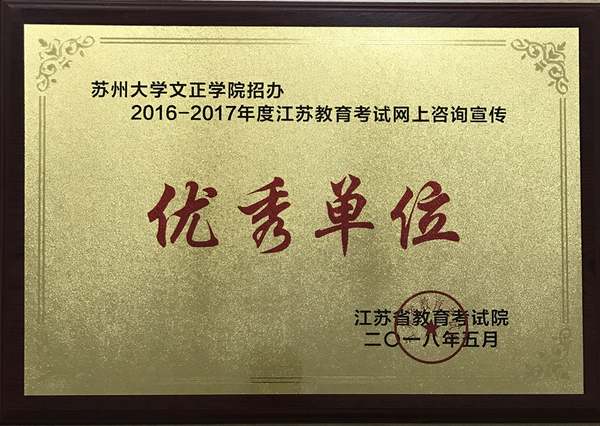 苏州大学文正学院招办
2016-2017年度江苏教育考试网上咨询宣传
优秀单位
江苏省教育考试院
二〇一八年五月